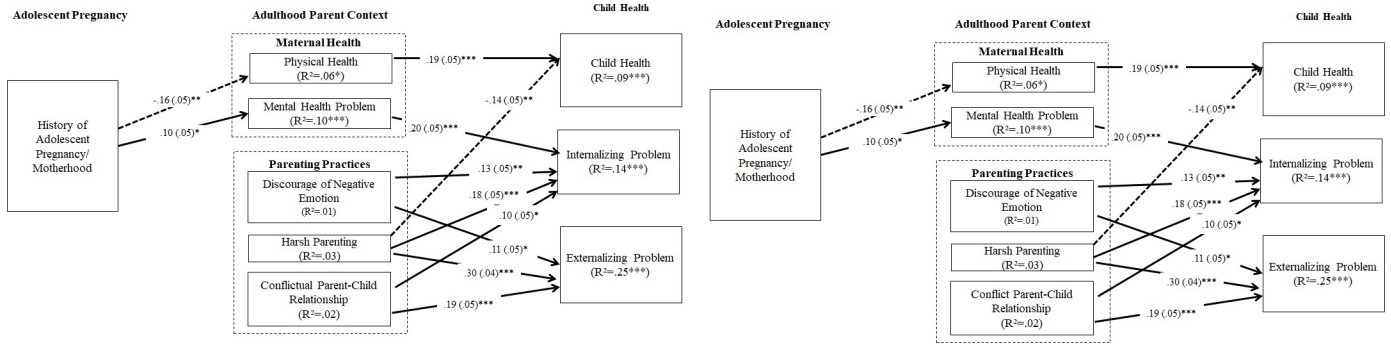 Adolescent Pregnancy
Adulthood Parent Context
Child Health
Maternal Health
Physical Health
(R²=.06*)
Mental Health Problem
(R²=.10***)
History of
Adolescent
Pregnancy/
Motherhood
-.16 (.05)**
.10 (.05)*
Parenting Practices
Discourage of Negative
Emotion
(R²=.01)
Harsh Parenting
(R²=.03)
Conflictual Parent-Child
Relationship
(R²=.02)
.19 (.05)***
-.14 (.05)**
.20 (.05)***
.13 (.05)**
.18 (.05)***
.10 (.05)*
.11 (.05)*
.30 (.04)***
.19 (.05)***
Child Health
(R²=.09***)
Internalizing Problem
(R²=.14***)
Externalizing Problem
(R²=.25***)
Adolescent Pregnancy
Adulthood Parent Context
Child Health
Maternal Health
Physical Health
(R²=.06*)
Mental Health Problem
(R²=.10***)
History of
Adolescent
Pregnancy/
Motherhood
-.16 (.05)**
.10 (.05)*
Parenting Practices
Discourage of Negative
Emotion
(R²=.01)
Harsh Parenting
(R²=.03)
Conflict Parent-Child
Relationship
(R²=.02)
.19 (.05)***
-.14 (.05)**
.20 (.05)***
.13 (.05)**
.18 (.05)***
.10 (.05)*
.11 (.05)*
.30 (.04)***
.19 (.05)***
Child Health
(R²=.09***)
Internalizing Problem
(R²=.14***)
Externalizing Problem
(R²=.25***)